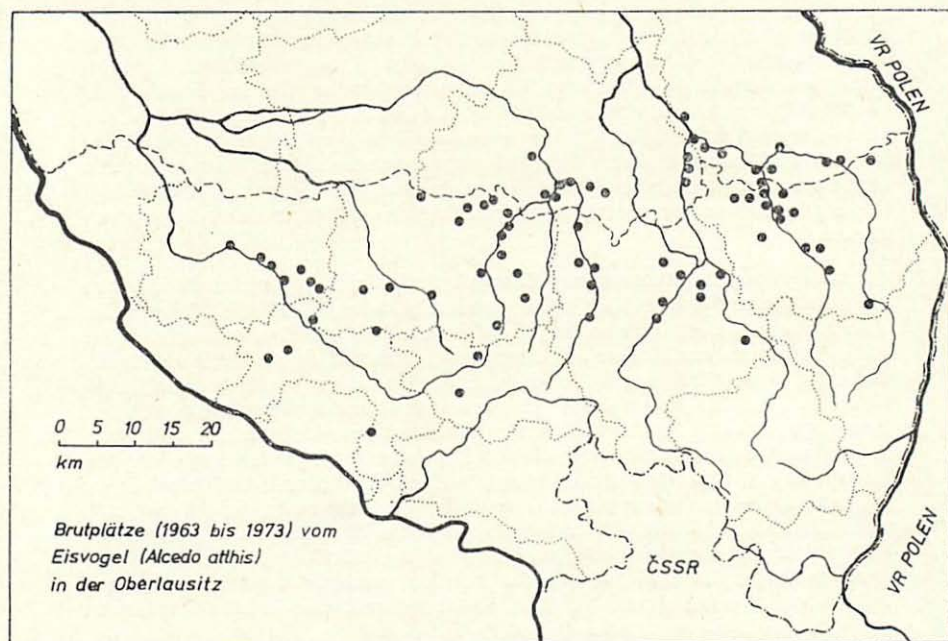 VR POLEN
0 5 10 15 20
km
Brutplätze (1963 bis 1973) vom
Eisvogel (Alcedo atthis)
in der Oberlausitz
ČSSR
VR POLEN